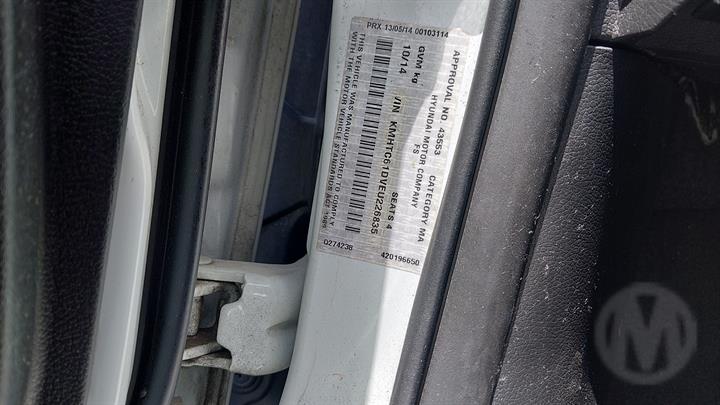 APPROVAL NO. 43553 CATEGORY MA
HYUNDAI MOTOR COMPANY
FS
GVM kg SEATS 4
10/14 VIN KMHTC61DVEU226835
THIS VEHICLE WAS MANUFACTURED TO COMPLY
WITH THE MOTOR VEHICLE STANDARDS ACT 1989
PRX 13/05/14 00103114
0274238 420196650
M